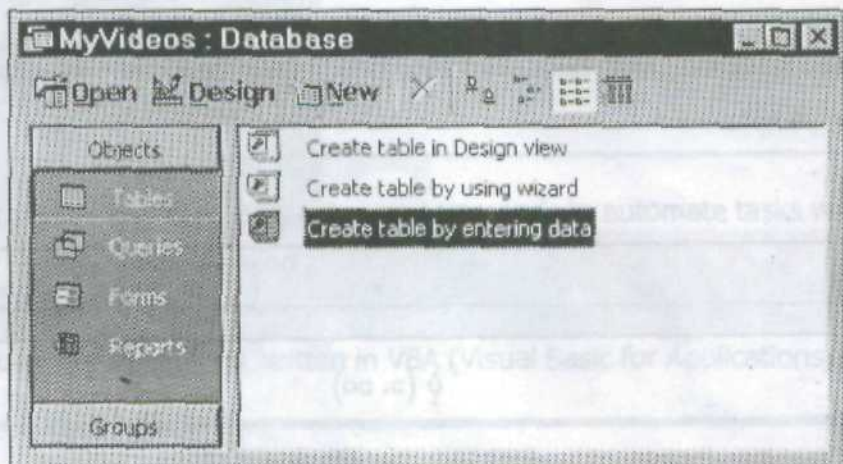 MyVideos : Database
Open Design New
Objects
Tables
Queries
Forms
Reports
Groups
Create table in Design view
Create table by using wizard
Create table by entering data
automate tasks
written in VBA (Visual Basic for Applications